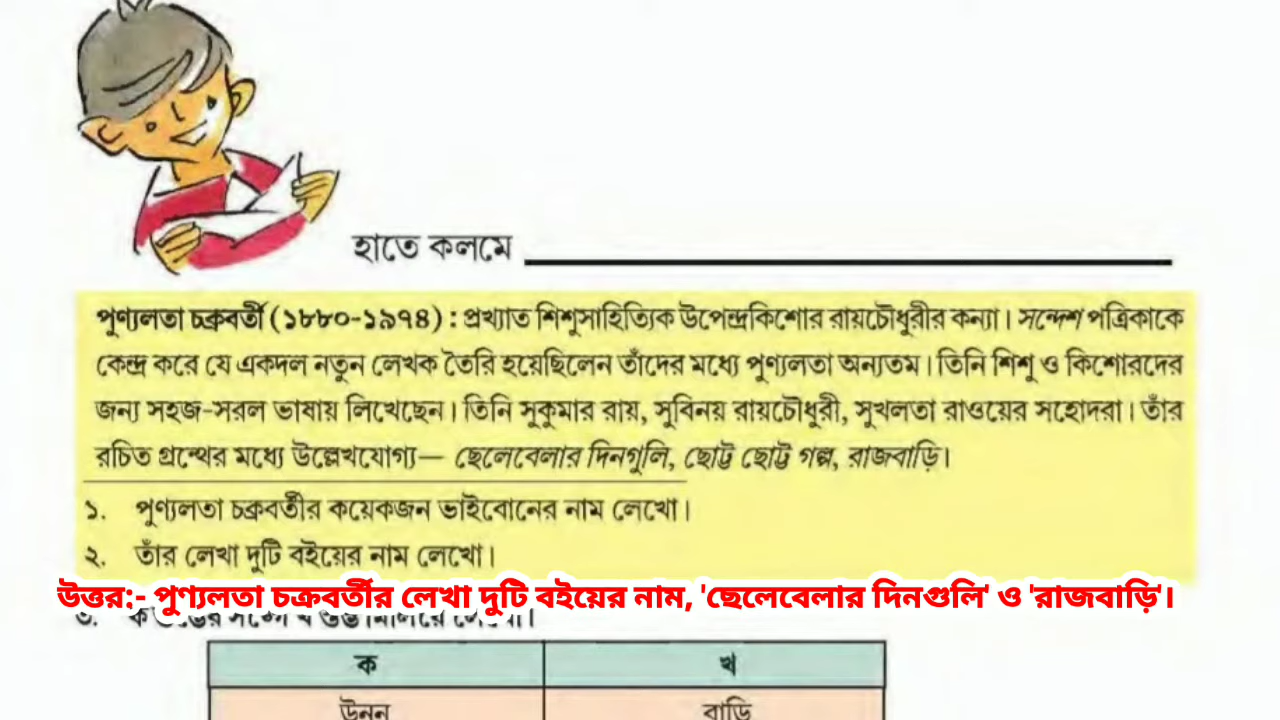 হাতে কলমে
পুণ্যলতা চক্রবর্তী (১৮৮০-১৯৭৪) : প্রখ্যাত শিশুসাহিত্যিক উপেন্দ্রকিশোর রায়চৌধুরীর কন্যা। সন্দেশ পত্রিকাকে
কেন্দ্র করে যে একদল নতুন লেখক তৈরি হয়েছিলেন তাঁদের মধ্যে পুণ্যলতা অন্যতম। তিনি শিশু ও কিশোরদের
জন্য সহজ-সরল ভাষায় লিখেছেন। তিনি সুকুমার রায়, সুবিনয় রায়চৌধুরী, সুখলতা রাওয়ের সহোদরা। তাঁর
রচিত গ্রন্থের মধ্যে উল্লেখযোগ্য— ছেলেবেলার দিনগুলি, ছোট্ট ছোট্ট গল্প, রাজবাড়ি।
১. পুণ্যলতা চক্রবর্তীর কয়েকজন ভাইবোনের নাম লেখো।
২. তাঁর লেখা দুটি বইয়ের নাম লেখো।
উত্তর:- পুণ্যলতা চক্রবর্তীর লেখা দুটি বইয়ের নাম, 'ছেলেবেলার দিনগুলি' ও 'রাজবাড়ি'।
৩.
ক খ
উনুন বাড়ি